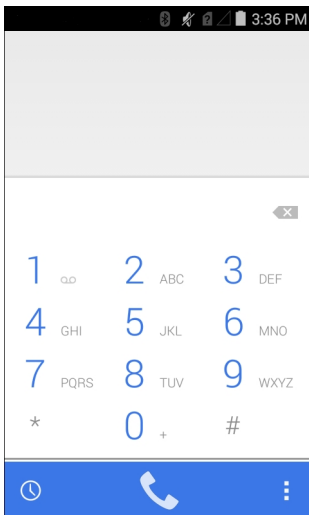 3:36 PM
1 2 ABC 3 DEF
4 GHI 5 JKL 6 MNO
7 PQRS 8 TUV 9 WXYZ
* 0 + #